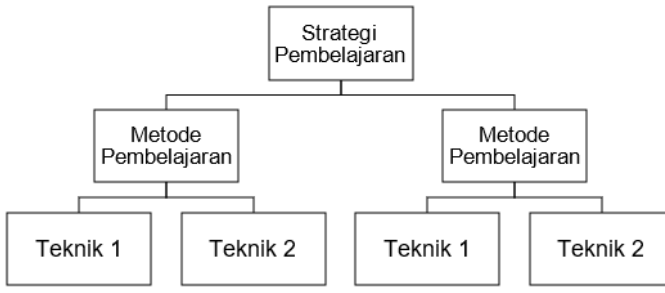 Strategi
Pembelajaran
Metode
Pembelajaran
Metode
Pembelajaran
Teknik 1
Teknik 2
Teknik 1
Teknik 2